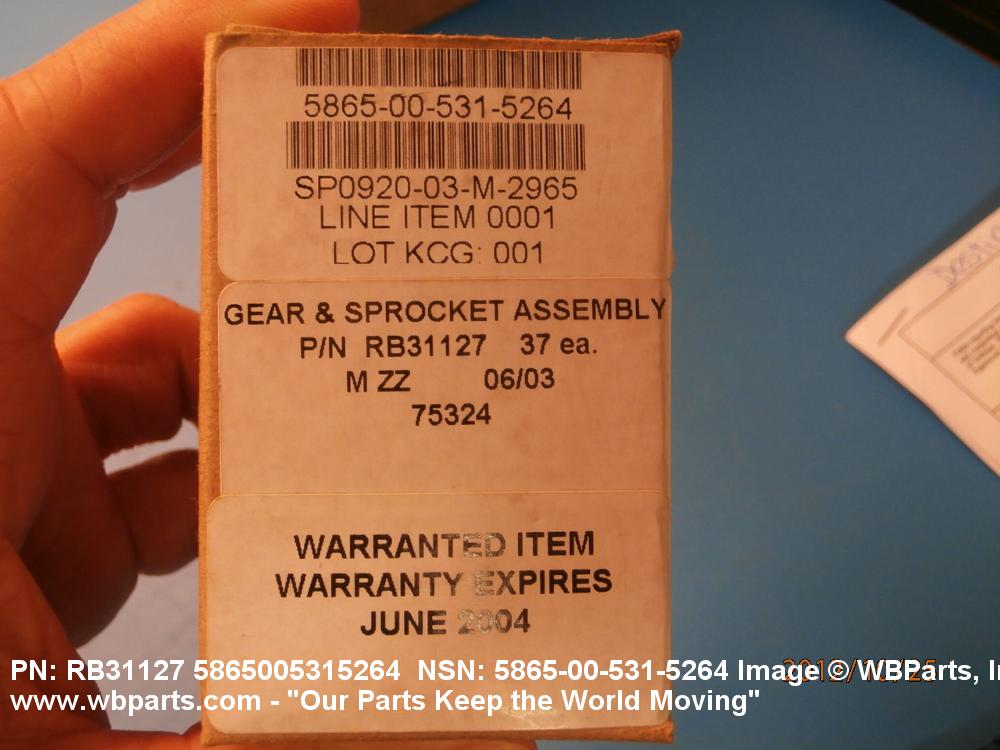 5865-00-531-5264
SP0920-03-M-2965
LINE ITEM 0001
LOT KCG: 001
GEAR & SPROCKET ASSEMBLY
P/N RB31127 37 ea.
M ZZ 06/03
75324
WARRANTED ITEM
WARRANTY EXPIRES
JUNE 2004
PN: RB31127 5865005315264 NSN: 5865-00-531-5264 Image © WBParts, In
www.wbparts.com - "Our Parts Keep the World Moving"